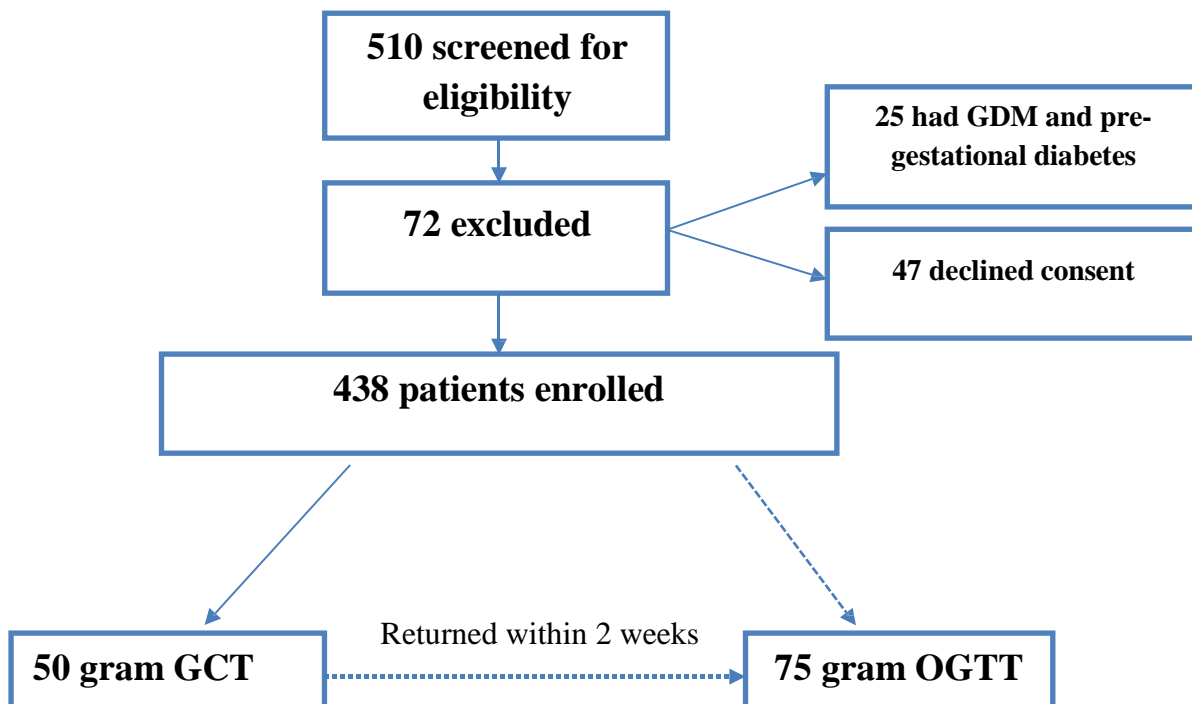 510 screened for
eligibility
25 had GDM and pre-
gestational diabetes
72 excluded
47 declined consent
438 patients enrolled
Returned within 2 weeks
50 gram GCT
75 gram OGTT